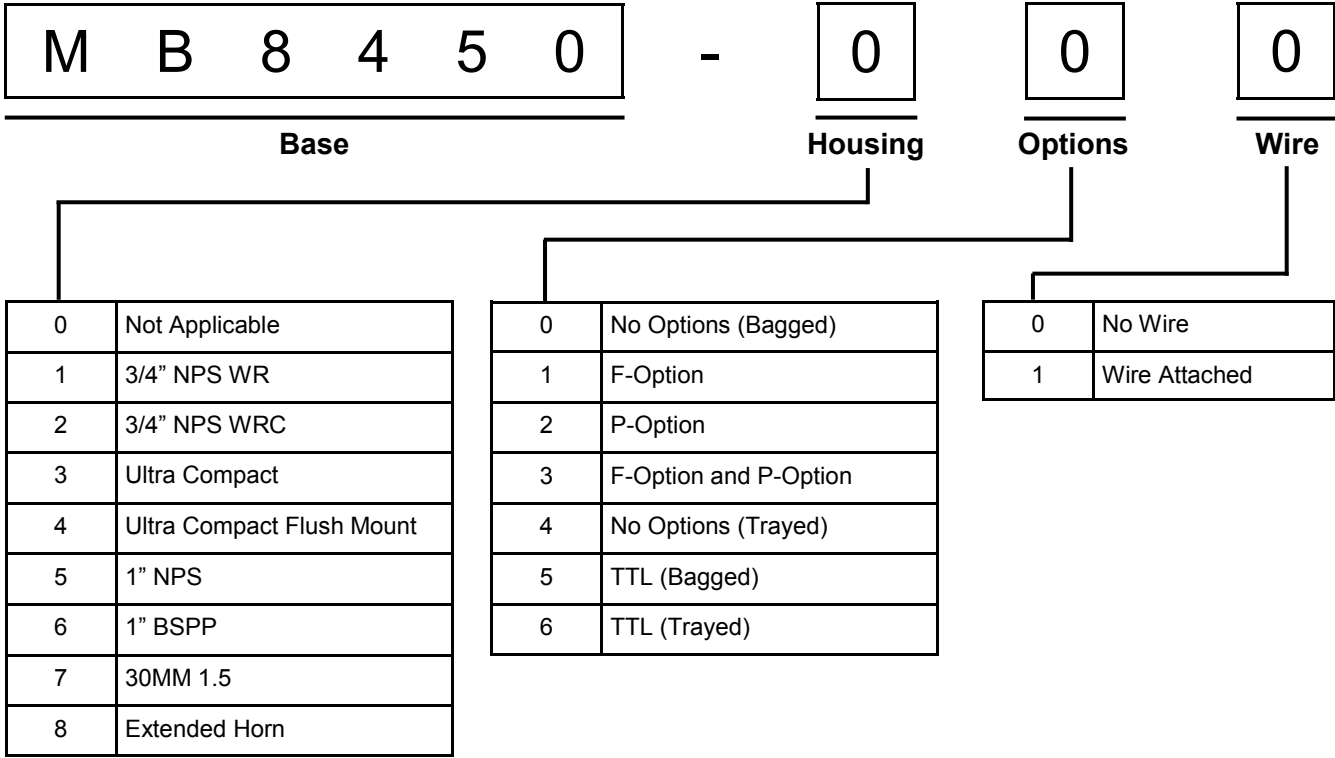 M B 8 4 5 0 - 0 0 0
Base Housing Options Wire
0 Not Applicable
1 3/4” NPS WR
2 3/4” NPS WRC
3 Ultra Compact
4 Ultra Compact Flush Mount
5 1” NPS
6 1” BSPP
7 30MM 1.5
8 Extended Horn
0 No Options (Bagged)
1 F-Option
2 P-Option
3 F-Option and P-Option
4 No Options (Trayed)
5 TTL (Bagged)
6 TTL (Trayed)
0 No Wire
1 Wire Attached